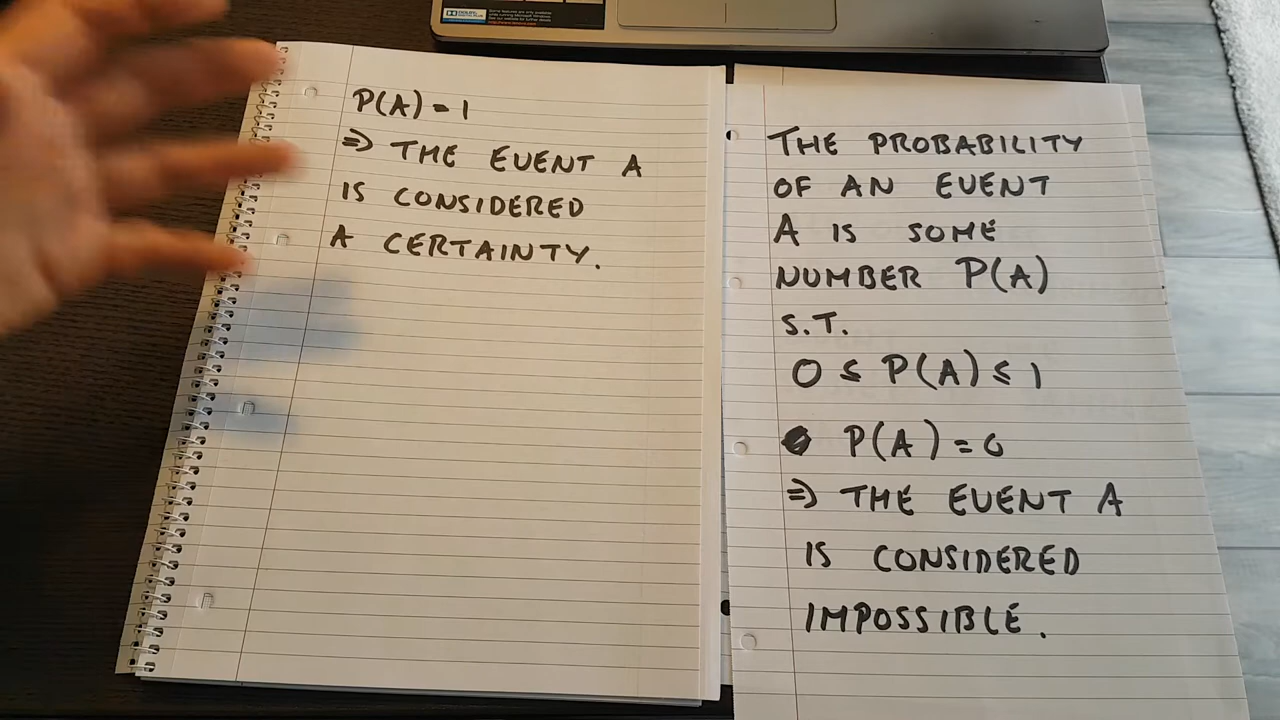 P(A) = 1
⇒ THE EVENT A
IS CONSIDERED
A CERTAINTY.
THE PROBABILITY
OF AN EVENT
A IS SOME
NUMBER P(A)
S.T.
0 ≤ P(A) ≤ 1
P(A) = 0
⇒ THE EVENT A
IS CONSIDERED
IMPOSSIBLE.